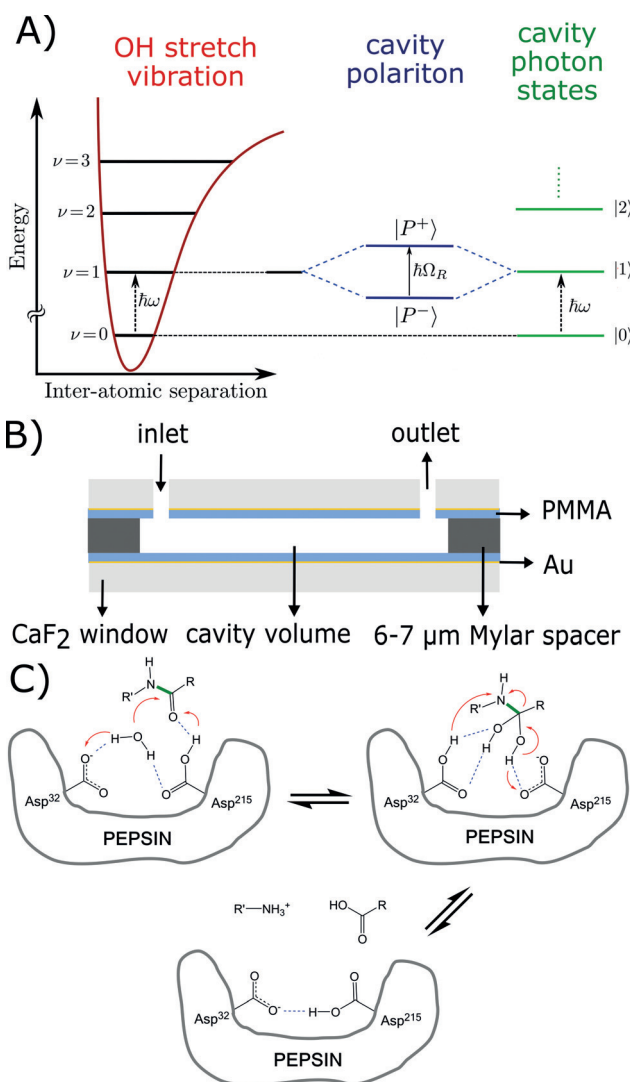 A)
OH stretch
vibration
cavity
polariton
cavity
photon
states
Energy
ν=3
ν=2
ν=1
ν=0
ħω
|P⁺⟩
ħΩ_R
|P⁻⟩
|2⟩
|1⟩
ħω
|0⟩
Inter-atomic separation
B)
inlet
outlet
PMMA
Au
CaF₂ window
cavity volume
6-7 µm Mylar spacer
C)
H
R'
N
R
O
H
O
H
H
O⁻
O
O
O
Asp³²
Asp²¹⁵
PEPSIN
H
R'
N
R
H
O
O
H
O
H
O
O⁻
O
Asp³²
Asp²¹⁵
PEPSIN
R'—NH₃⁺
HO
R
O
O
O⁻
H
O
O
Asp³²
Asp²¹⁵
PEPSIN